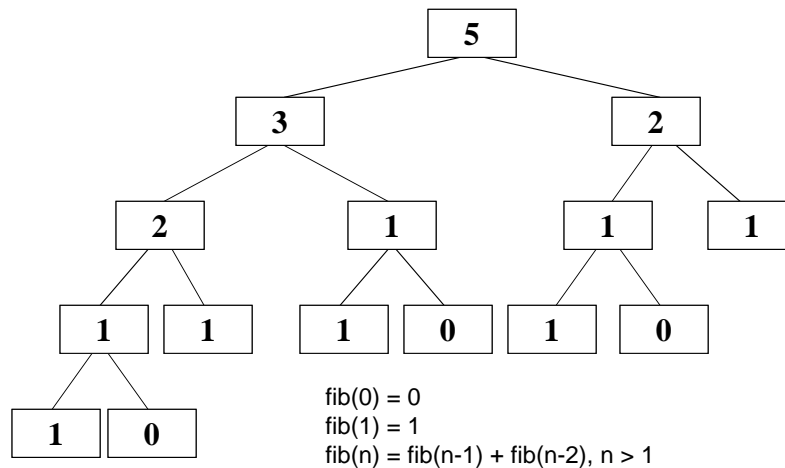 5
3 2
2 1 1 1
1 1 1 0 1 0
1 0
fib(0) = 0
fib(1) = 1
fib(n) = fib(n-1) + fib(n-2), n > 1